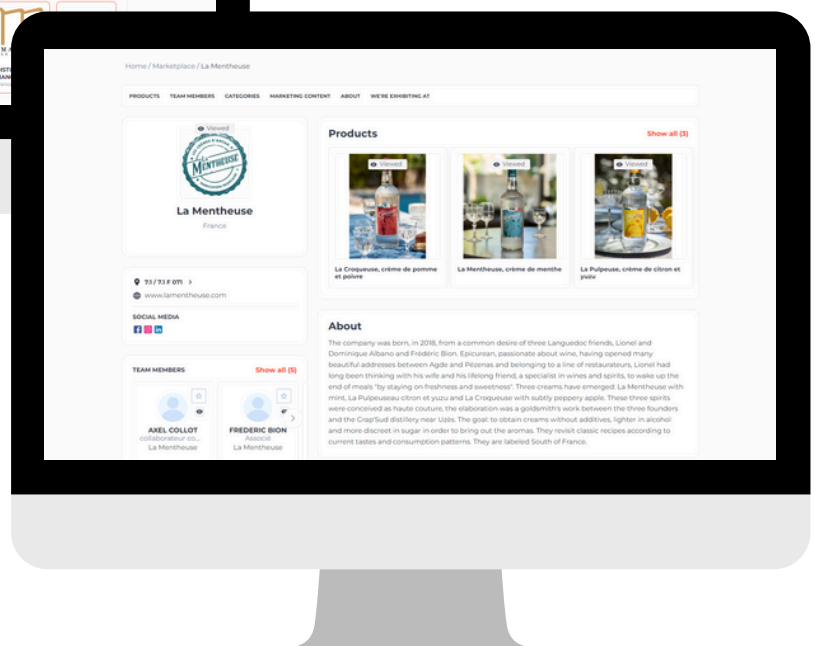 Home / Marketplace / La Mentheuse
PRODUCTS TEAM MEMBERS CATEGORIES MARKETING CONTENT ABOUT WE'RE EXHIBITING AT
Viewed
La Mentheuse
La Mentheuse
France
7.1 / 7.1 F 071
www.lamentheuse.com
SOCIAL MEDIA
TEAM MEMBERS Show all (5)
AXEL COLLOT
collaborateur co...
La Mentheuse
FREDERIC BION
Associé
La Mentheuse
Products Show all (3)
Viewed
La Croqueuse, crème de pomme
et poivre
Viewed
La Mentheuse, crème de menthe
Viewed
La Pulpeuse, crème de citron et
yuzu
About
The company was born, in 2018, from a common desire of three Languedoc friends, Lionel and
Dominique Albano and Frédéric Bion. Epicurean, passionate about wine, having opened many
beautiful addresses between Agde and Pézenas and belonging to a line of restaurateurs, Lionel had
long been thinking with his wife and his lifelong friend, a specialist in wines and spirits, to wake up the
end of meals "by staying on freshness and sweetness". Three creams have emerged: La Mentheuse with
mint, La Pulpeuseau citron et yuzu and La Croqueuse with subtly peppery apple. These three spirits
were conceived as haute couture, the elaboration was a goldsmith's work between the three founders
and the Grap'Sud distillery near Uzès. The goal: to obtain creams without additives, lighter in alcohol
and more discreet in sugar in order to bring out the aromas. They revisit classic recipes according to
current tastes and consumption patterns. They are labeled South of France.